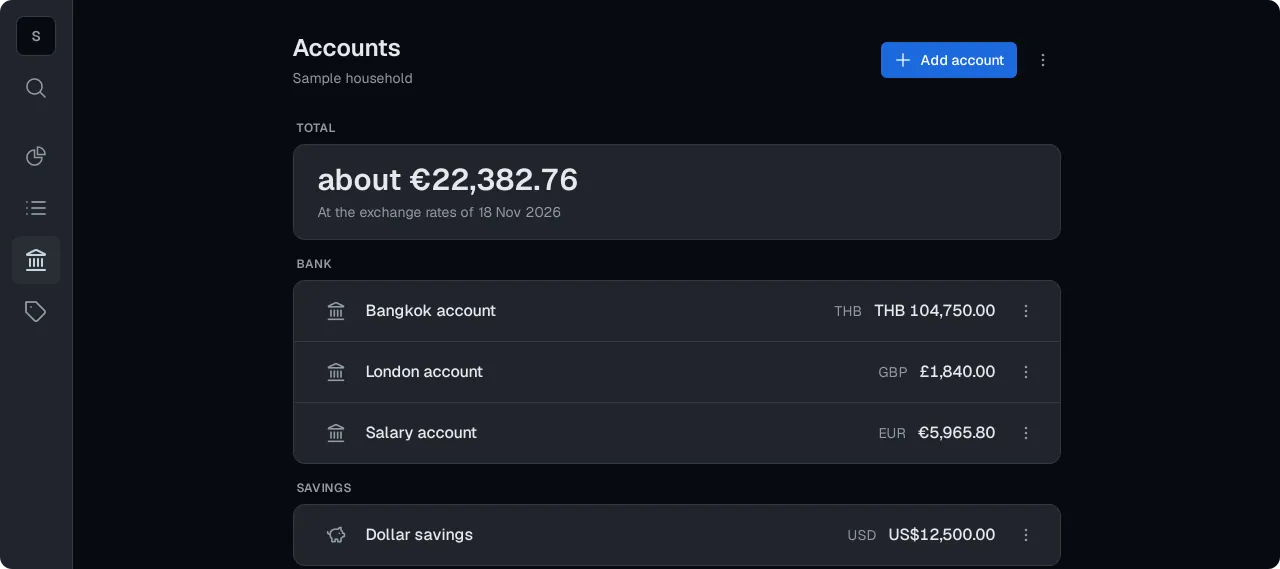 S
Accounts
Sample household
Add account
TOTAL
about €22,382.76
At the exchange rates of 18 Nov 2026
BANK
Bangkok account THB THB 104,750.00
London account GBP £1,840.00
Salary account EUR €5,965.80
SAVINGS
Dollar savings USD US$12,500.00